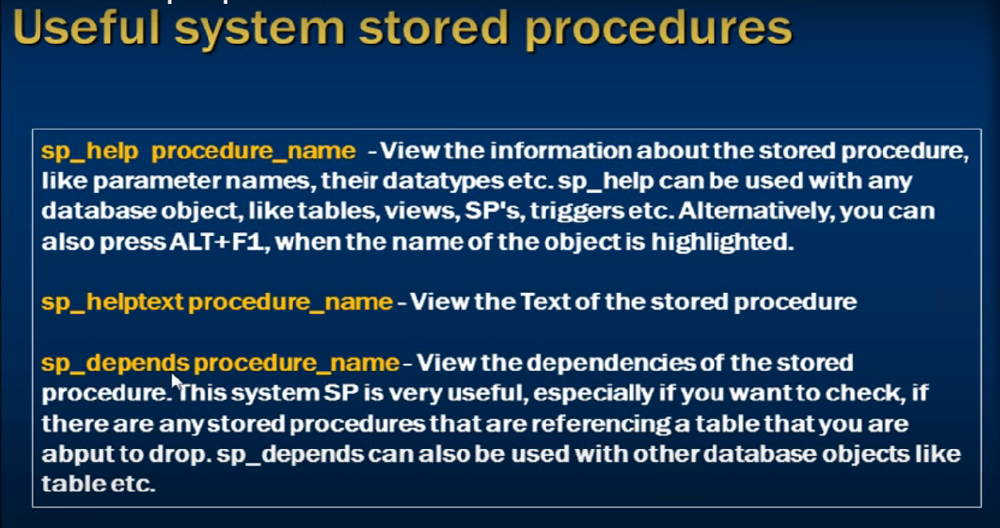 Useful system stored procedures
sp_help procedure_name - View the information about the stored procedure,
like parameter names, their datatypes etc. sp_help can be used with any
database object, like tables, views, SP's, triggers etc. Alternatively, you can
also press ALT+F1, when the name of the object is highlighted.
sp_helptext procedure_name - View the Text of the stored procedure
sp_depends procedure_name - View the dependencies of the stored
procedure. This system SP is very useful, especially if you want to check, if
there are any stored procedures that are referencing a table that you are
abput to drop. sp_depends can also be used with other database objects like
table etc.